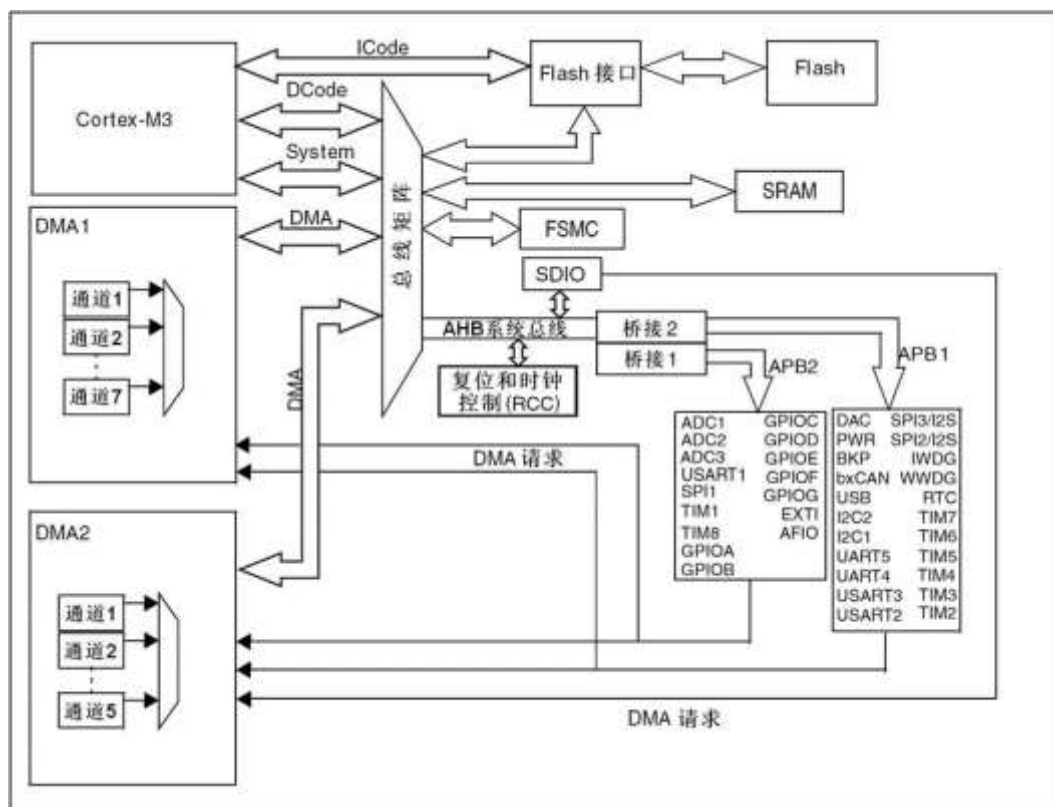 ICode
Flash 接口
Flash
Cortex-M3
DCode
System
DMA
总线矩阵
SRAM
FSMC
SDIO
DMA1
通道1
通道2
通道7
DMA
AHB系统总线
桥接2
桥接1
APB2
APB1
复位和时钟
控制(RCC)
DMA 请求
ADC1 GPIOC
ADC2 GPIOD
ADC3 GPIOE
USART1 GPIOF
SPI1 GPIOG
TIM1 EXTI
TIM8 AFIO
GPIOA
GPIOB
DAC SPI3/I2S
PWR SPI2/I2S
BKP IWDG
bxCAN WWDG
USB RTC
I2C2 TIM7
I2C1 TIM6
UART5 TIM5
UART4 TIM4
USART3 TIM3
USART2 TIM2
DMA2
通道1
通道2
通道5
DMA 请求